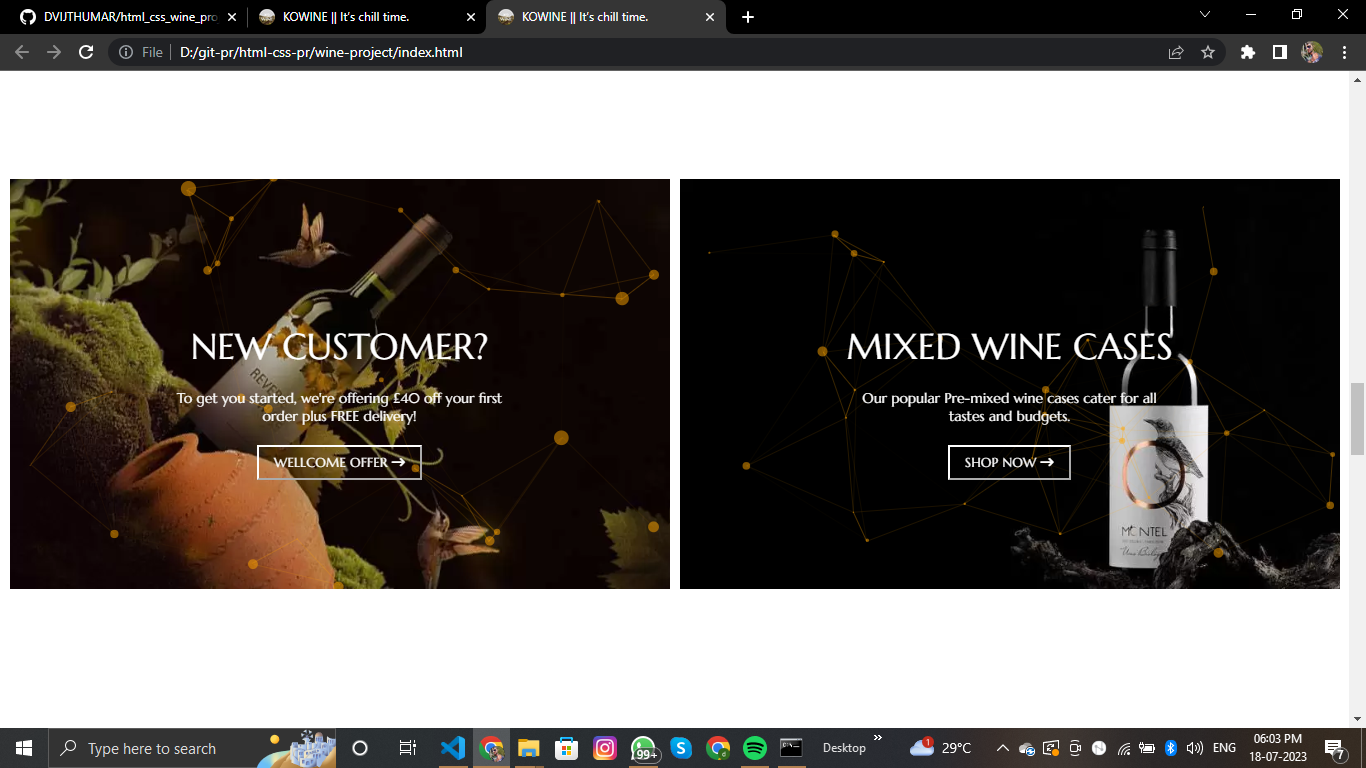 DVIJTHUMAR/html_css_wine_pro
KOWINE || It's chill time.
KOWINE || It's chill time.
File
D:/git-pr/html-css-pr/wine-project/index.html
NEW CUSTOMER?
To get you started, we're offering £40 off your first
order plus FREE delivery!
WELLCOME OFFER →
MIXED WINE CASES
Our popular Pre-mixed wine cases cater for all
tastes and budgets.
SHOP NOW →
MONTEL
Type here to search
99+
Desktop
1
29°C
ENG
06:03 PM
18-07-2023
7